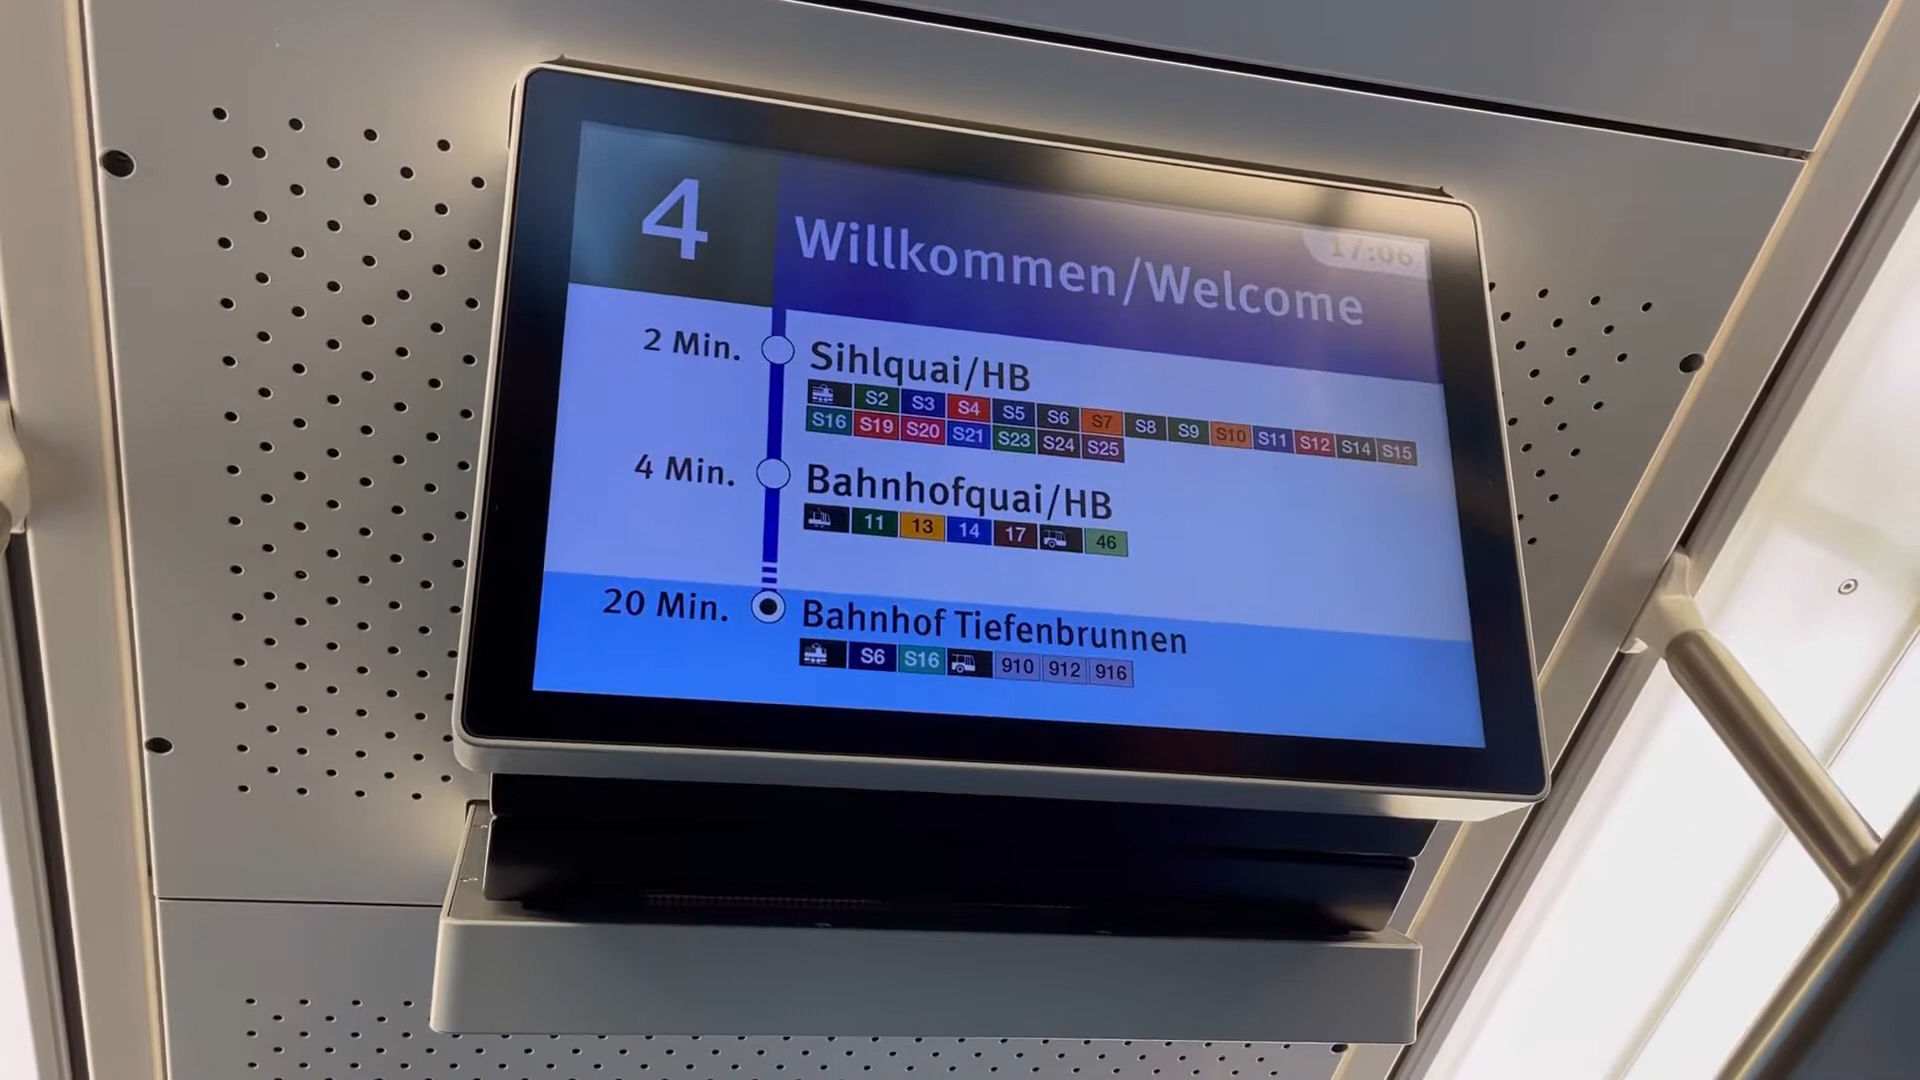 4 Willkommen/Welcome 17:06
2 Min. Sihlquai/HB
S2 S3 S4 S5 S6 S7 S8 S9 S10 S11 S12 S14 S15
S16 S19 S20 S21 S23 S24 S25
4 Min. Bahnhofquai/HB
11 13 14 17 46
20 Min. Bahnhof Tiefenbrunnen
S6 S16 910 912 916